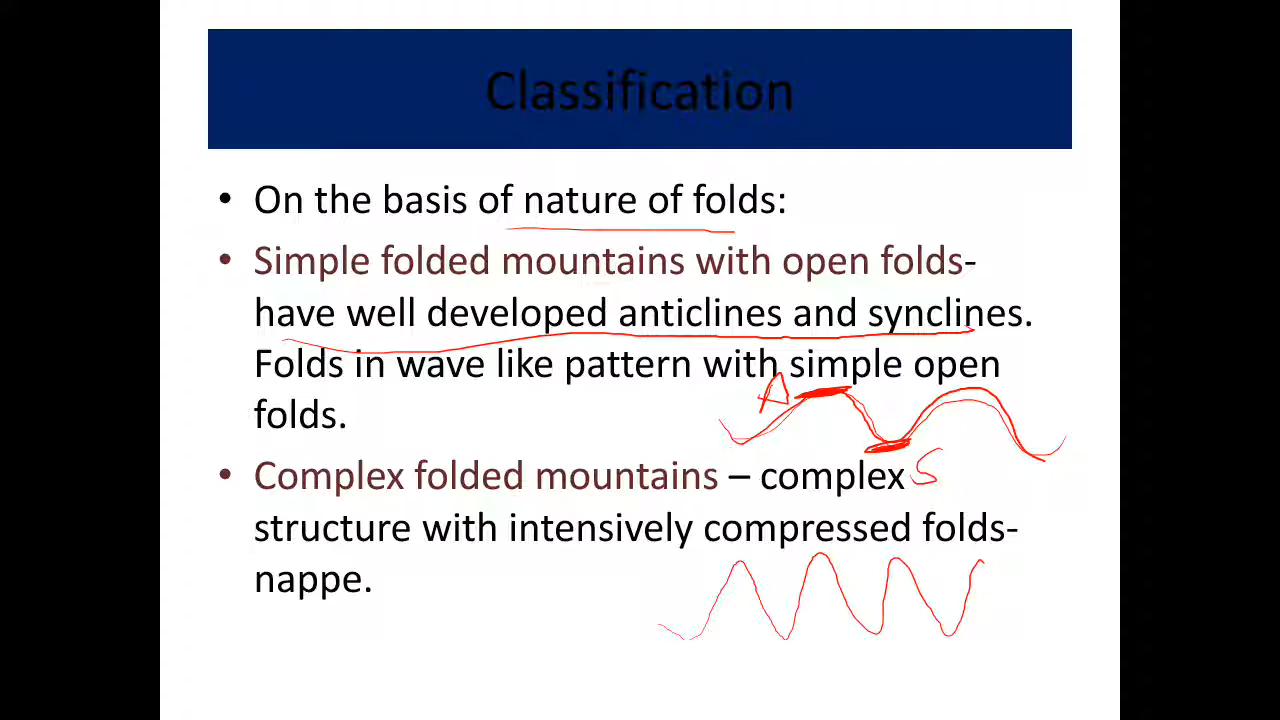 Classification
• On the basis of nature of folds:
• Simple folded mountains with open folds-
have well developed anticlines and synclines.
Folds in wave like pattern with simple open
folds.
A
• Complex folded mountains – complex S
structure with intensively compressed folds-
nappe.